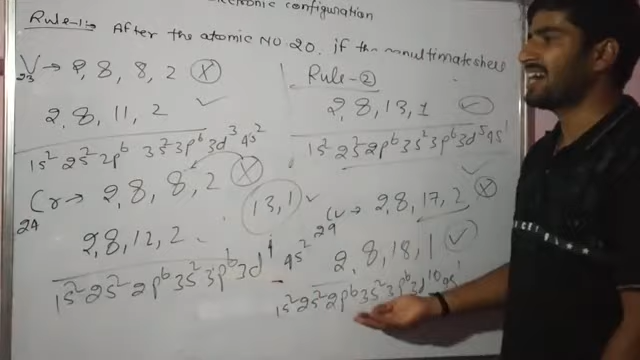 Electronic configuration
Rule-1:- After the atomic No 20. if the
V₂₃ → 2, 8, 8, 2 ⓧ
2, 8, 11, 2 ✓
1s² 2s² 2p⁶ 3s² 3p⁶ 3d³ 4s²
Cr → 2, 8, 8, 2 ⓧ
24
13, 1 ✓
2, 8, 12, 2
1s² 2s² 2p⁶ 3s² 3p⁶ 3d⁴ 4s²
Rule-②
2, 8, 13, 1 ✓
1s² 2s² 2p⁶ 3s² 3p⁶ 3d⁵ 4s¹
29 Cu → 2, 8, 17, 2 ⓧ
2, 8, 18, 1 ✓
1s² 2s² 2p⁶ 3s² 3p⁶ 3d¹⁰ 4s¹